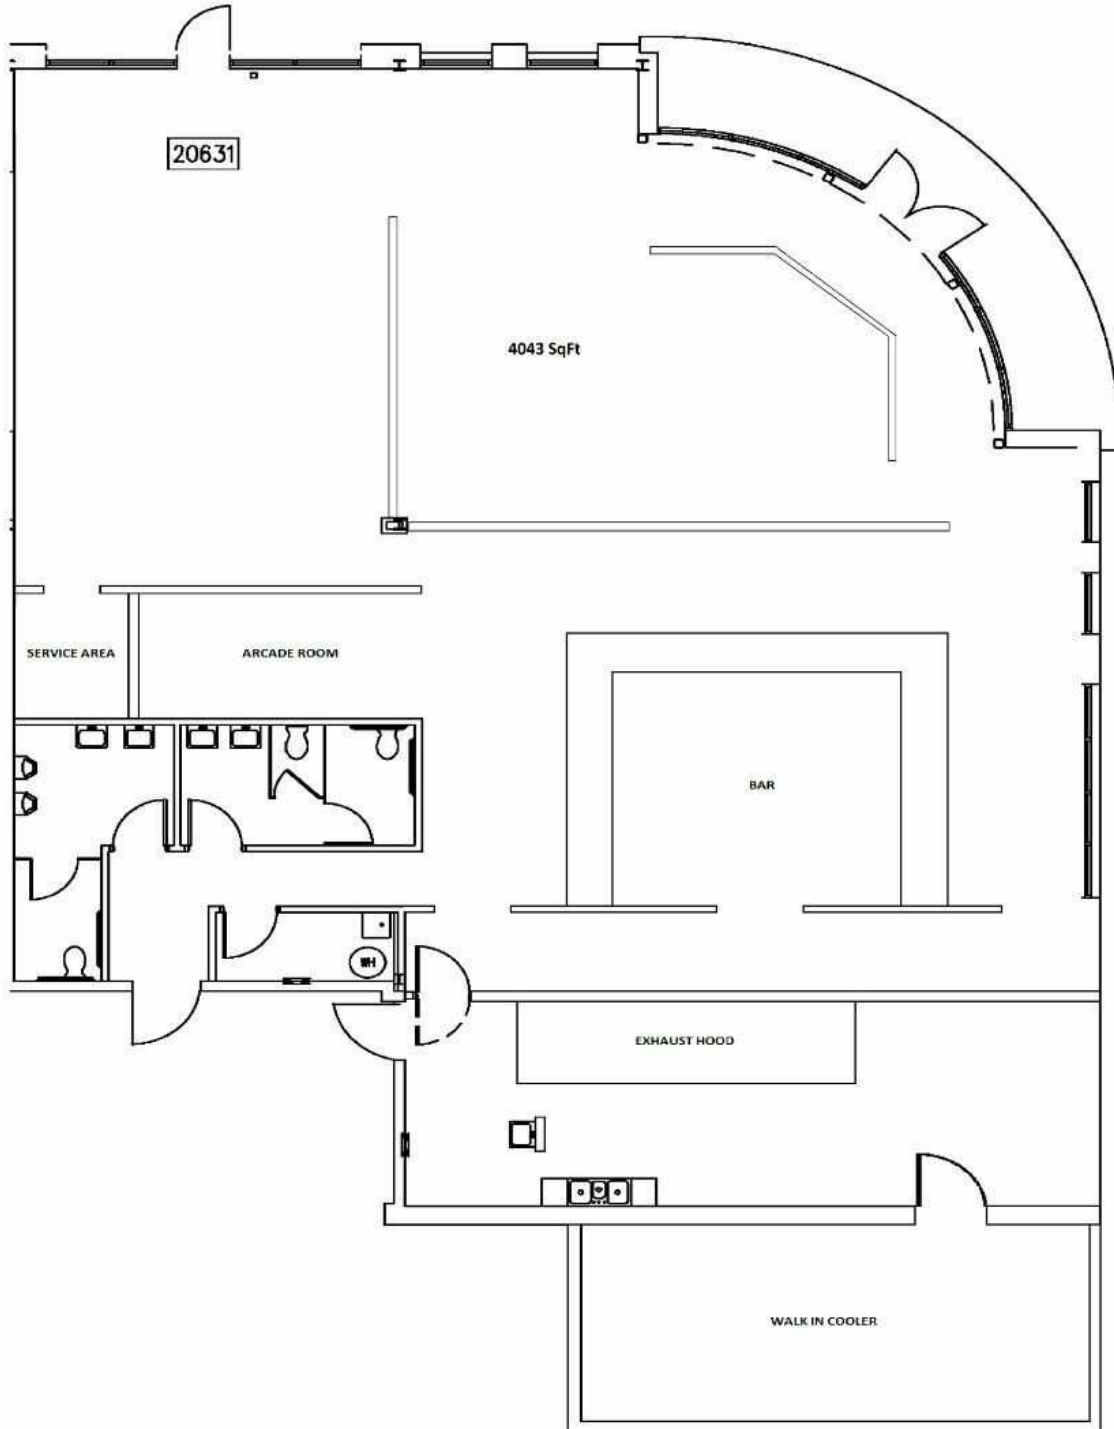 20631
4043 SqFt
SERVICE AREA
ARCADE ROOM
BAR
WH
EXHAUST HOOD
WALK IN COOLER